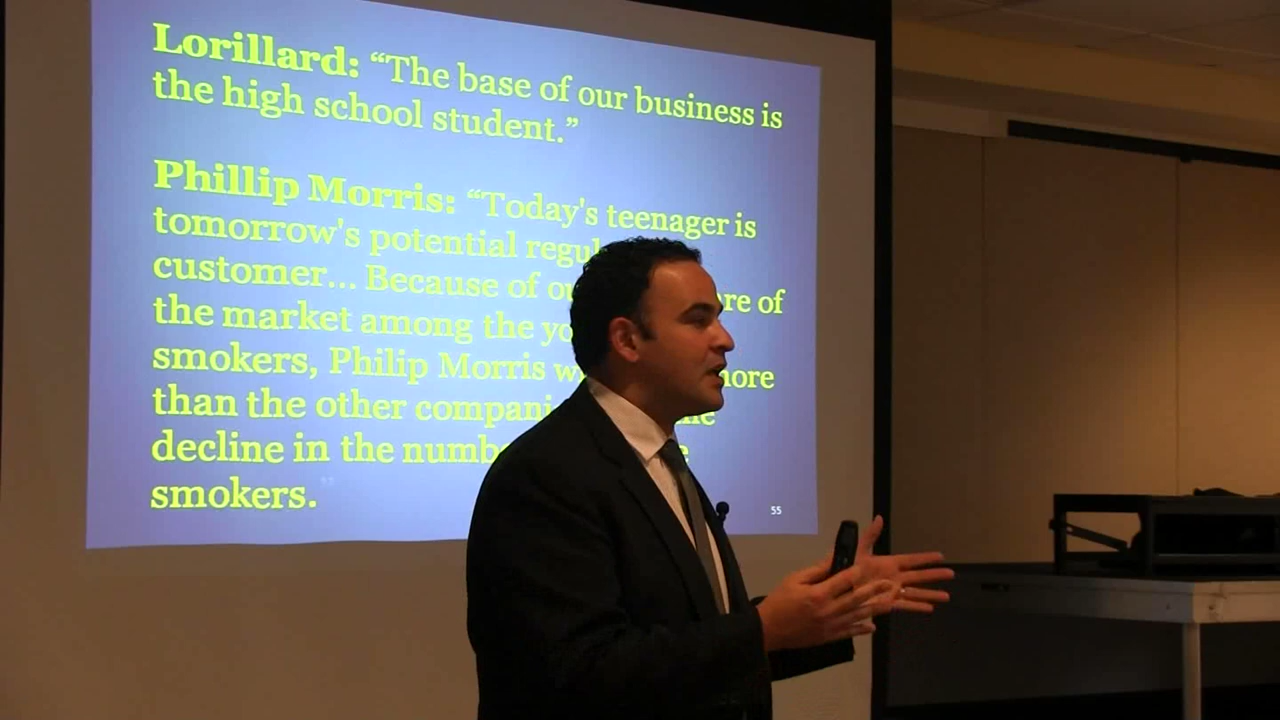 Lorillard: “The base of our business is
the high school student.”
Phillip Morris: “Today's teenager is
tomorrow's potential
customer... Because of of
the market among the
smokers, Philip Morris
than the other
decline in the
smokers.”
55